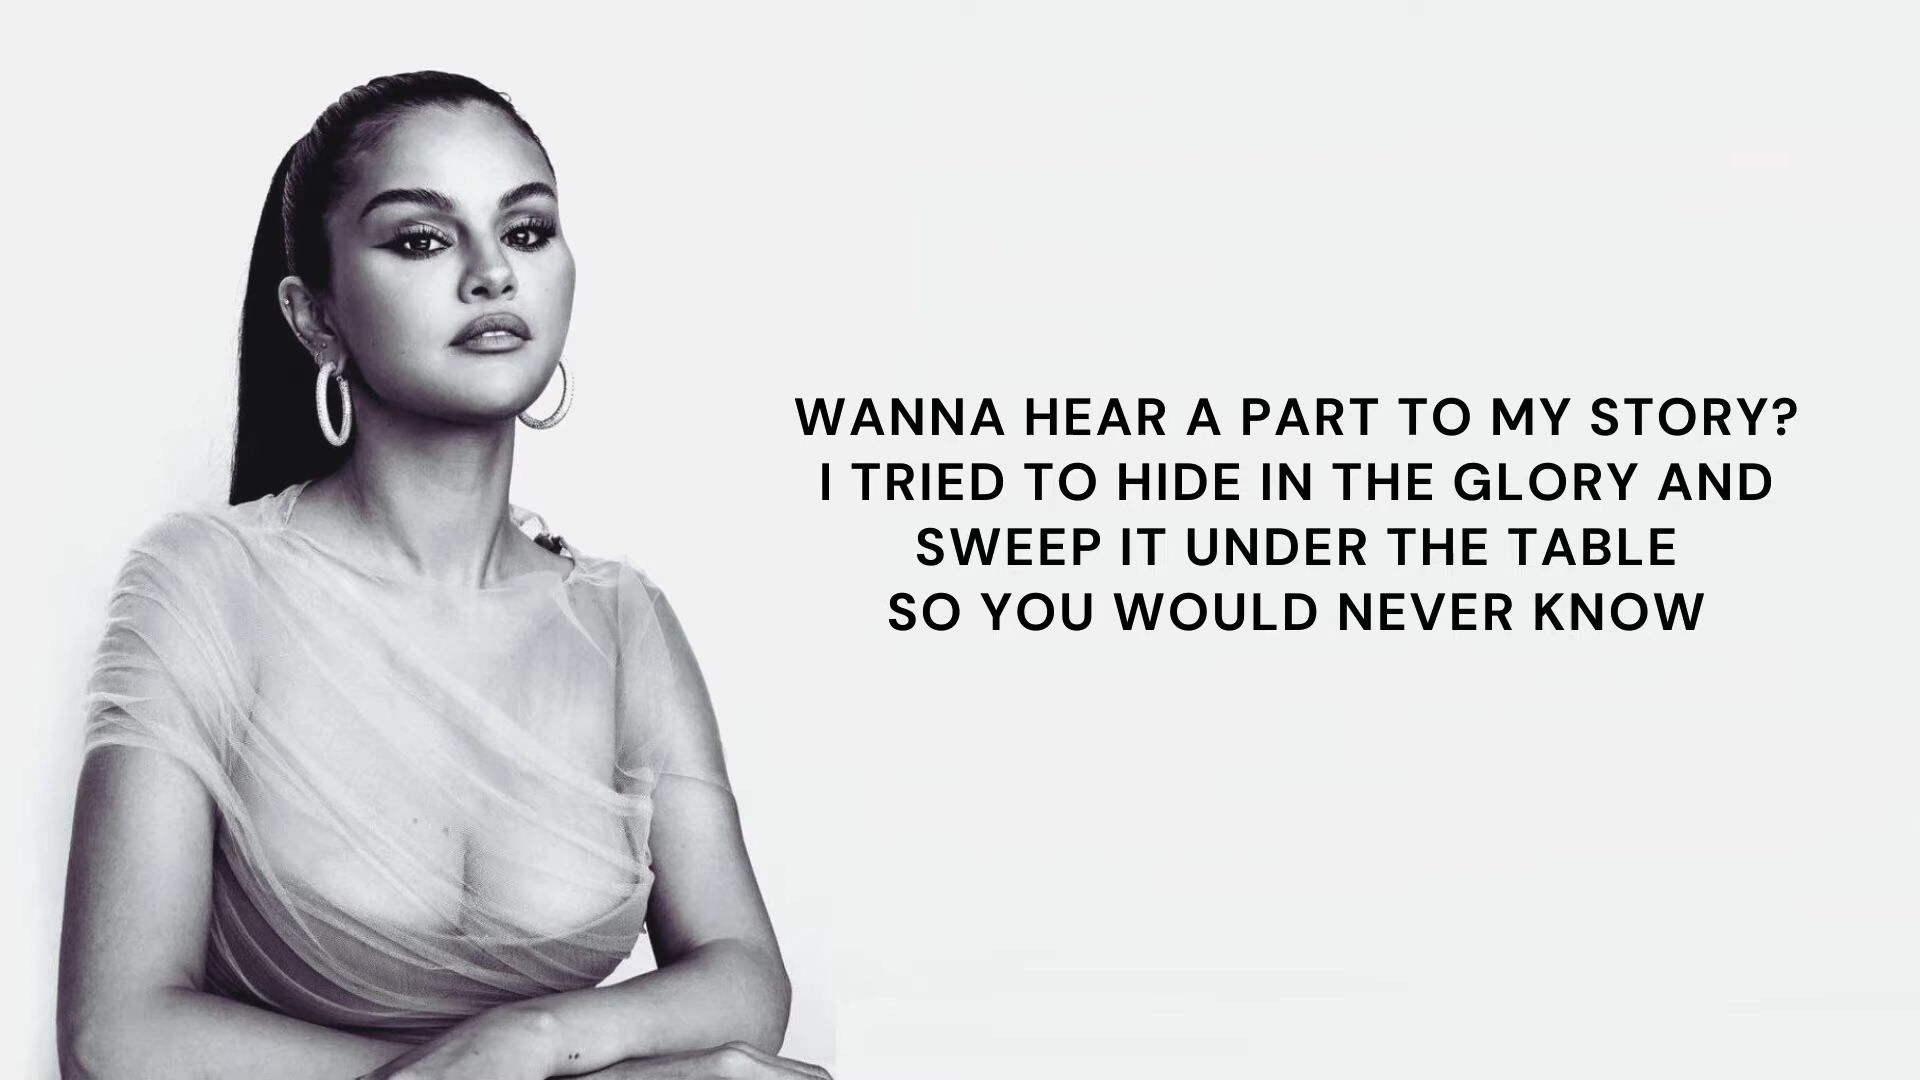 WANNA HEAR A PART TO MY STORY?
I TRIED TO HIDE IN THE GLORY AND
SWEEP IT UNDER THE TABLE
SO YOU WOULD NEVER KNOW